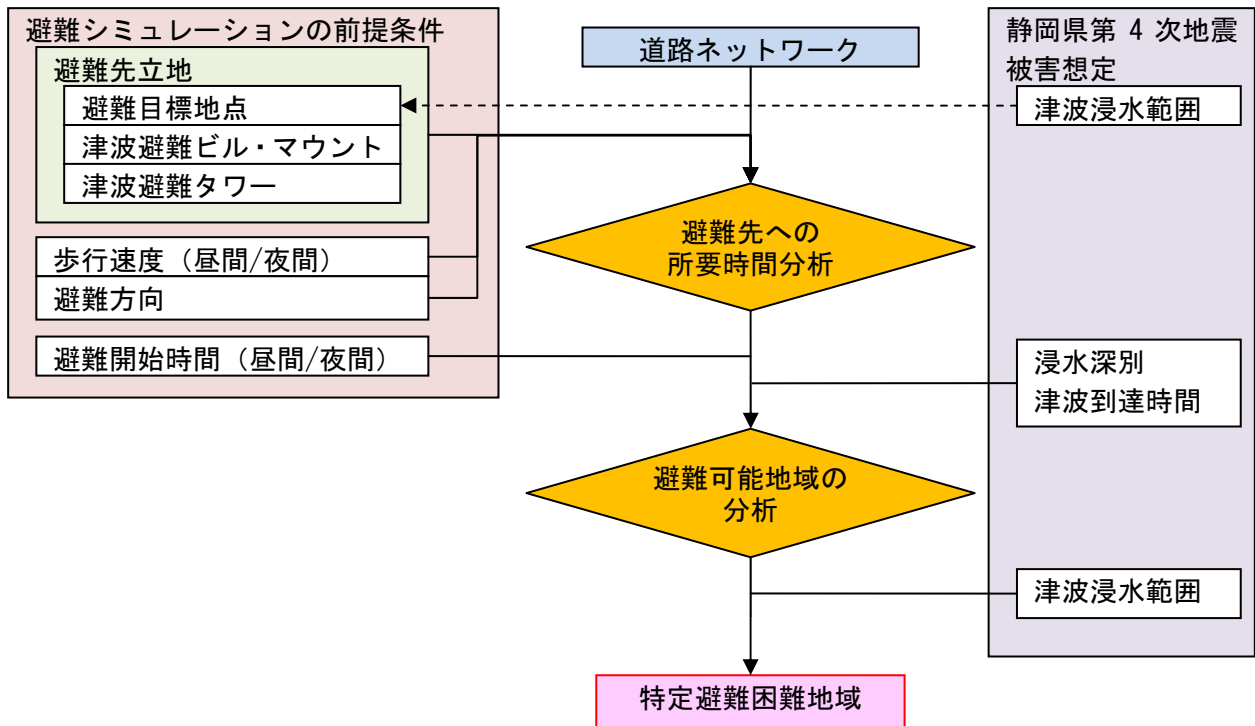 避難シミュレーションの前提条件
避難先立地
避難目標地点
津波避難ビル・マウント
津波避難タワー
歩行速度（昼間/夜間）
避難方向
避難開始時間（昼間/夜間）
道路ネットワーク
避難先への
所要時間分析
避難可能地域の
分析
特定避難困難地域
静岡県第 4 次地震
被害想定
津波浸水範囲
浸水深別
津波到達時間
津波浸水範囲